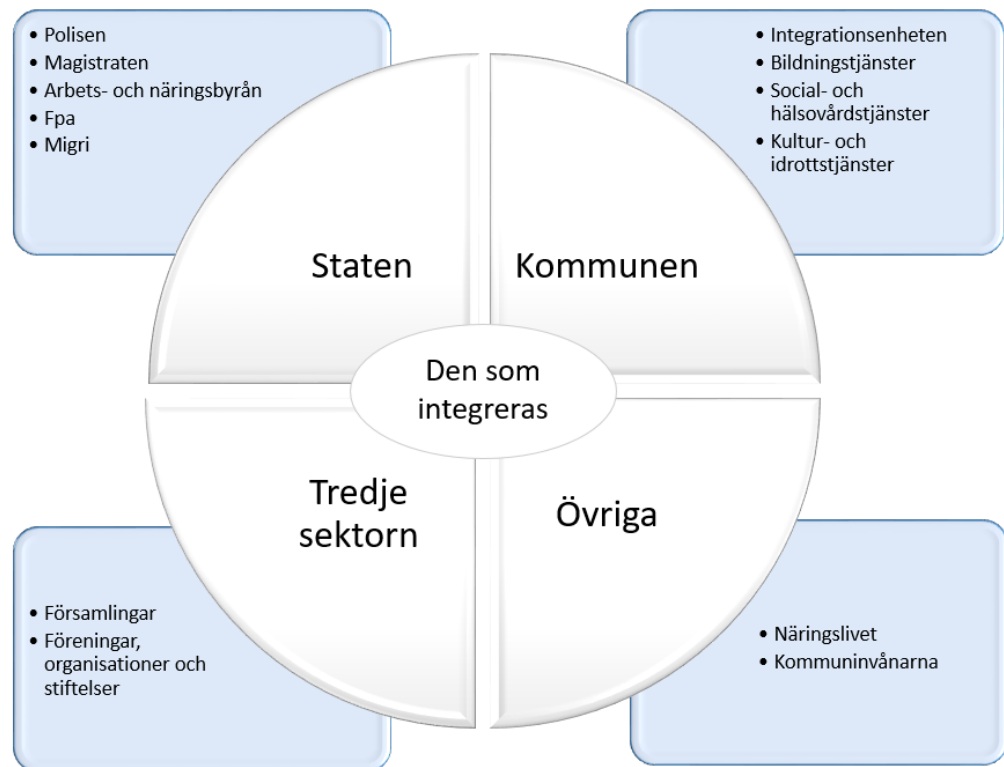 • Polisen
• Magistraten
• Arbets- och näringsbyrån
• Fpa
• Migri
• Integrationsenheten
• Bildningstjänster
• Social- och
hälsovårdstjänster
• Kultur- och
idrottstjänster
Staten
Kommunen
Den som
integreras
Tredje
sektorn
Övriga
• Församlingar
• Föreningar,
organisationer och
stiftelser
• Näringslivet
• Kommuninvånarna